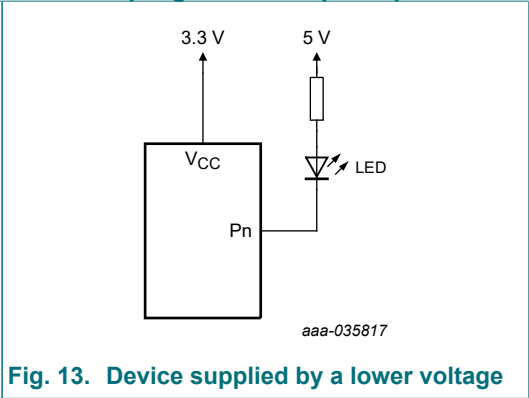 3.3 V
5 V
VCC
LED
Pn
aaa-035817
Fig. 13. Device supplied by a lower voltage